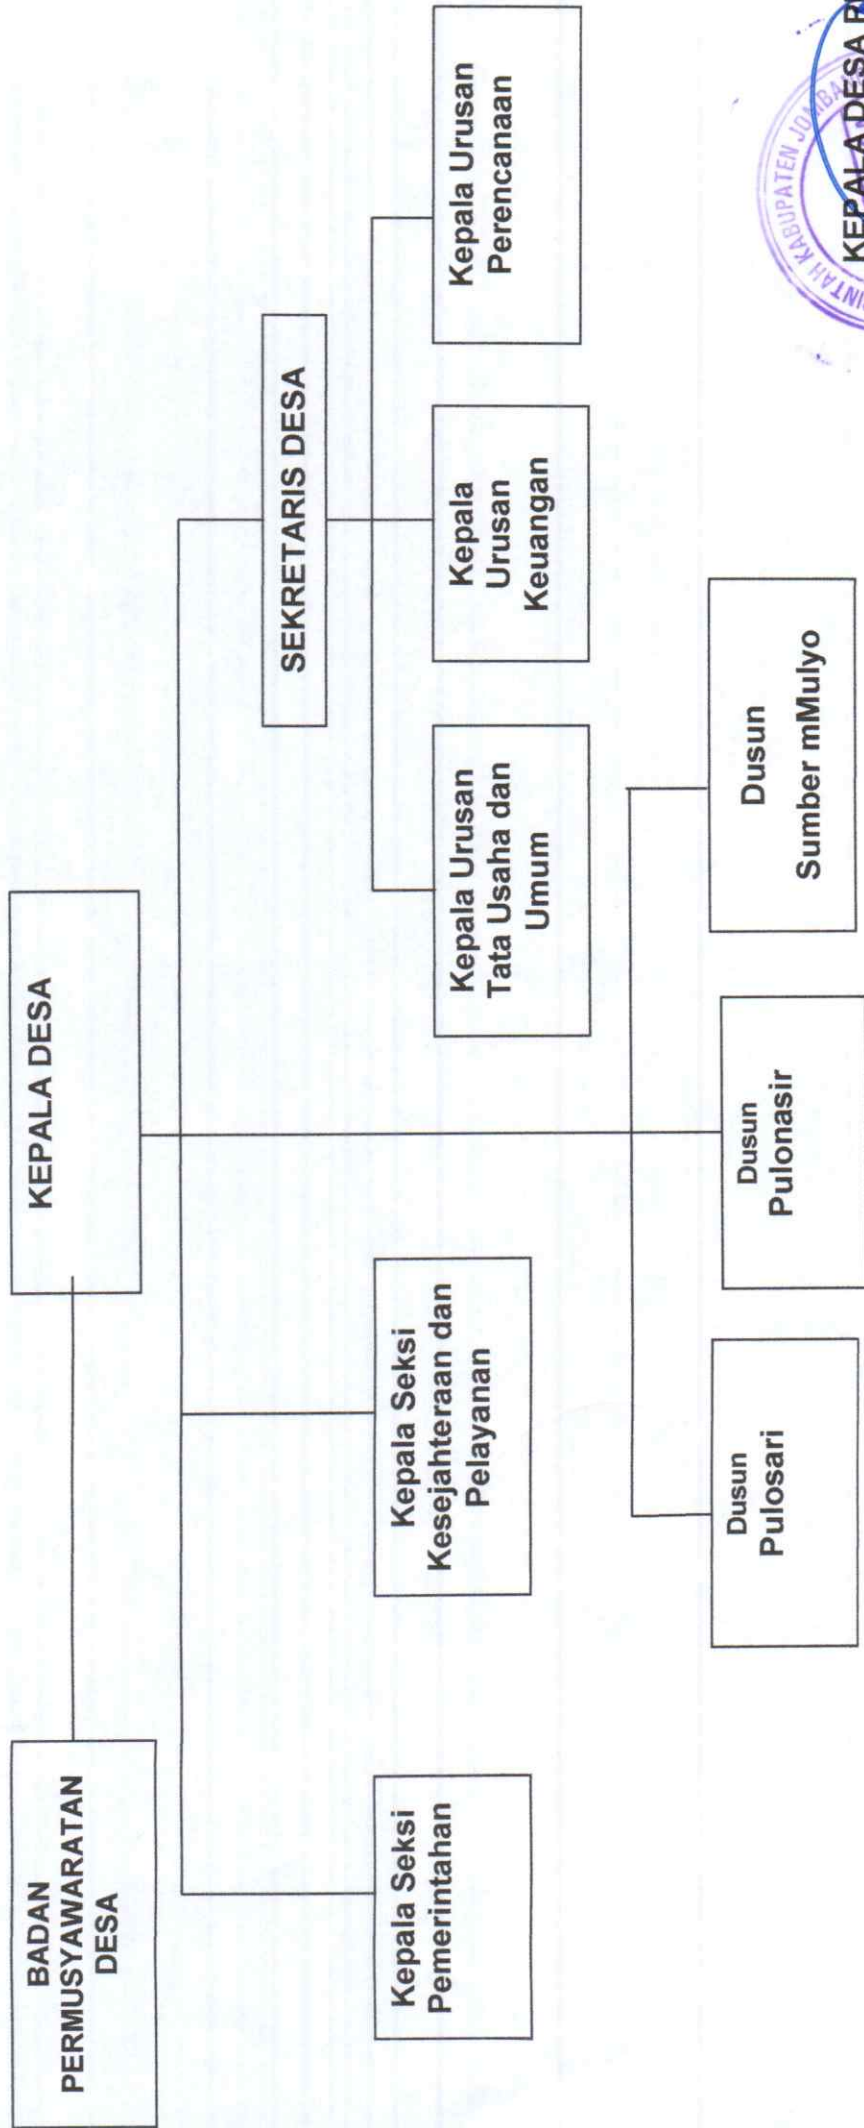 BADAN
PERMUSYAWARATAN
DESA
KEPALA DESA
SEKRETARIS DESA
Kepala Seksi
Pemerintahan
Kepala Seksi
Kesejahteraan dan
Pelayanan
Kepala Urusan
Tata Usaha dan
Umum
Kepala
Urusan
Keuangan
Kepala Urusan
Perencanaan
Dusun
Pulosari
Dusun
Pulonasir
Dusun
Sumber mMulyo
KABUPATEN
KEPALA DESA